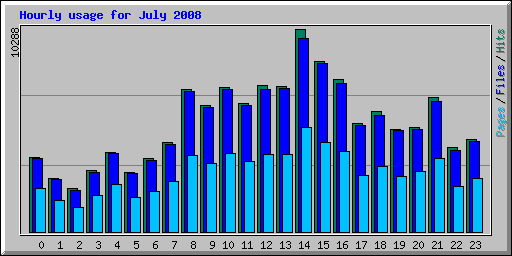 Hourly usage for July 2008
10288
Pages/Files/Hits
0 1 2 3 4 5 6 7 8 9 10 11 12 13 14 15 16 17 18 19 20 21 22 23